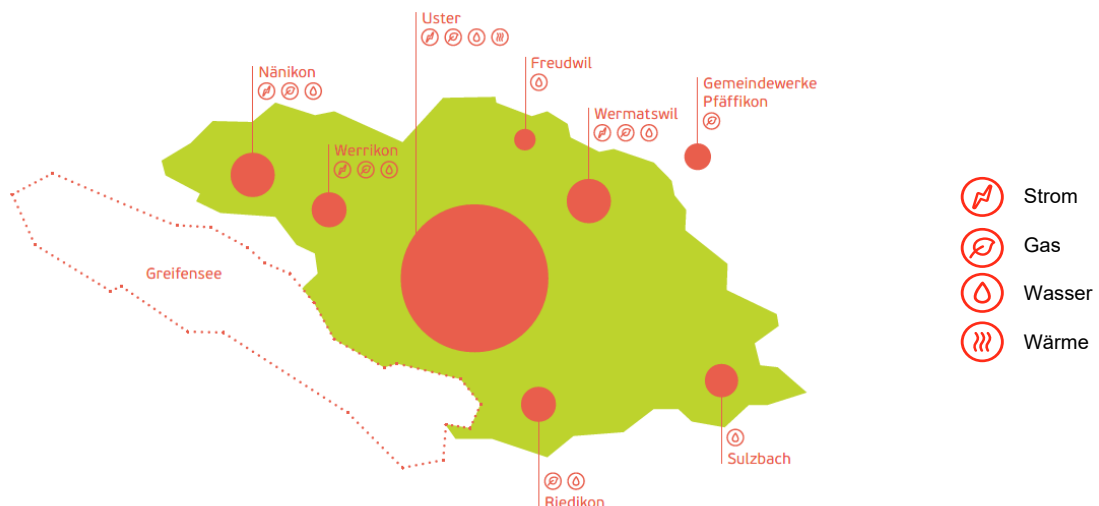 Uster
Nänikon
Freudwil
Gemeindewerke
Pfäffikon
Wermatswil
Werrikon
Greifensee
Sulzbach
Riedikon
Strom
Gas
Wasser
Wärme